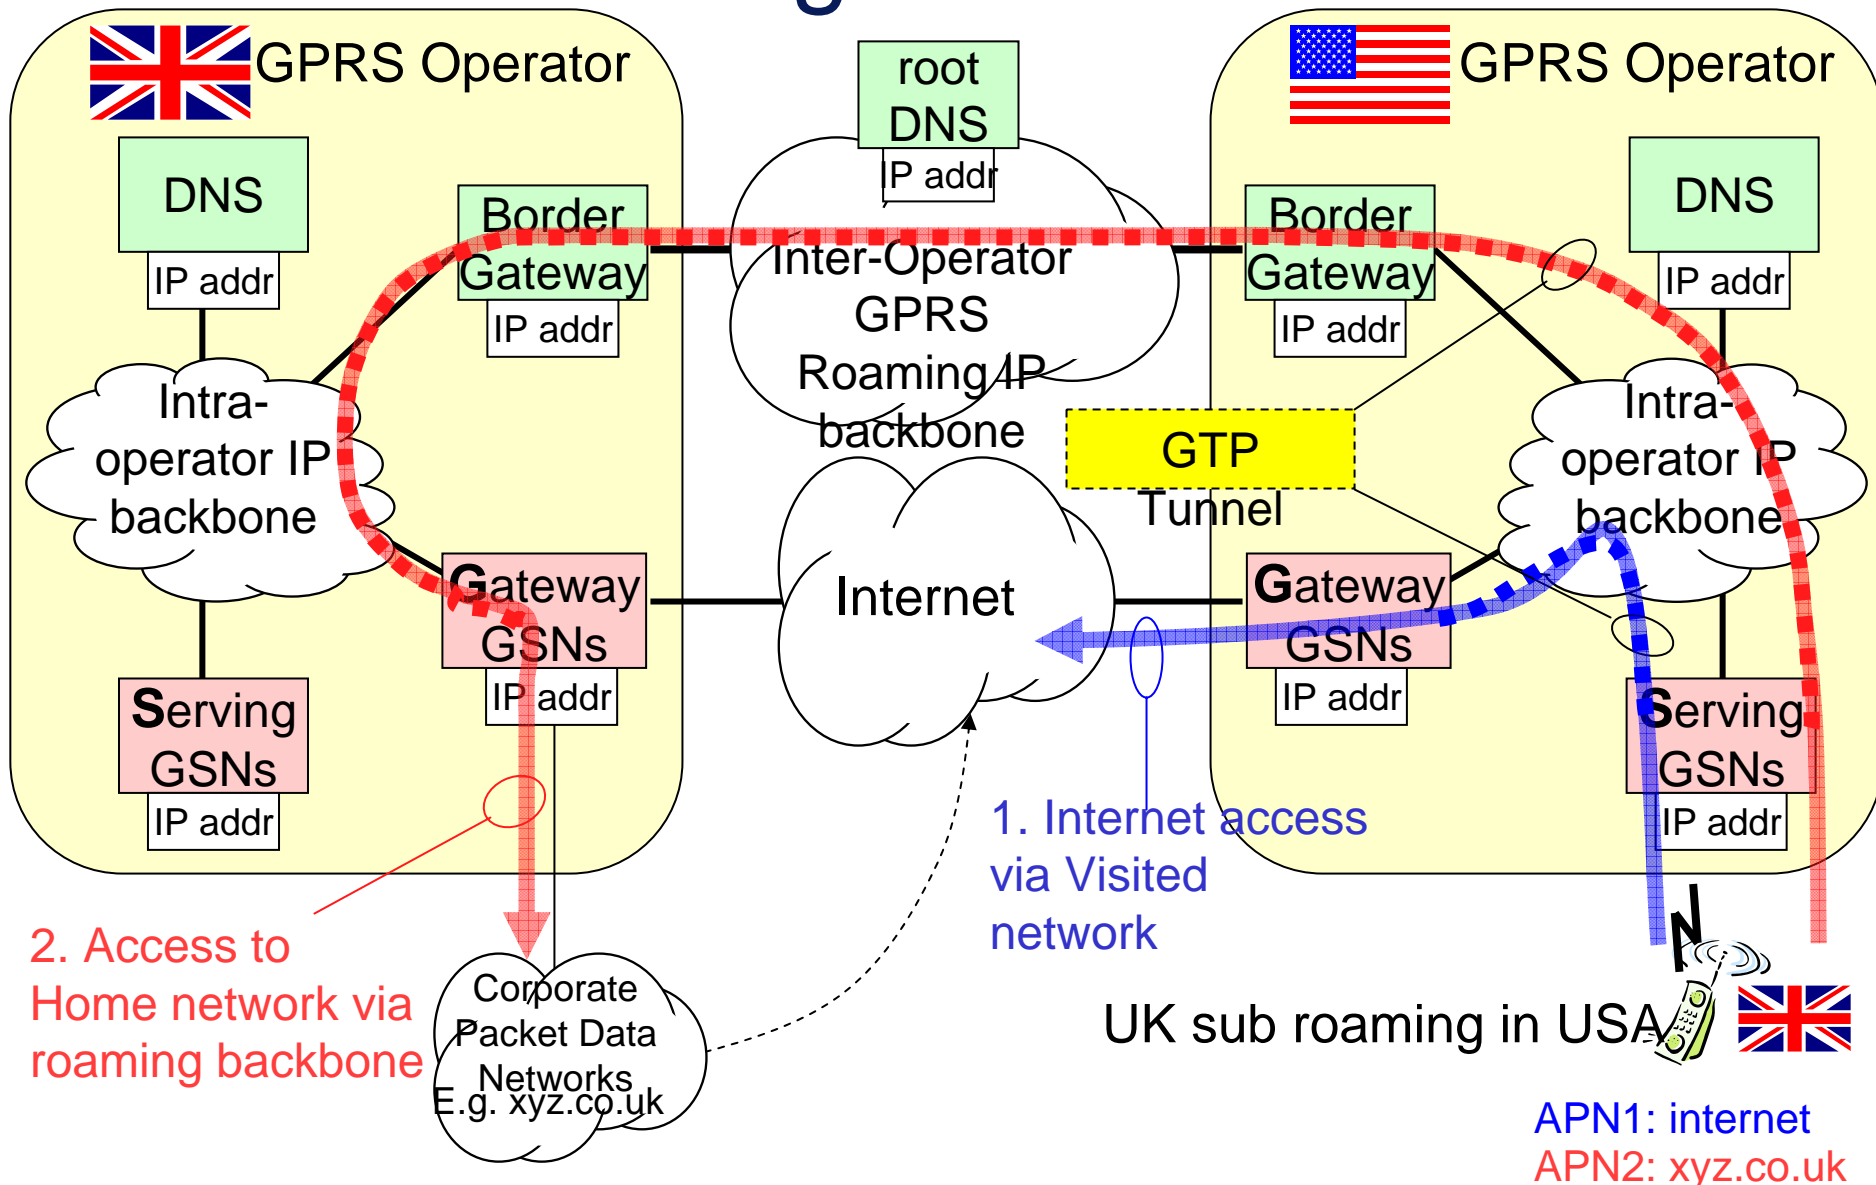 g
GPRS Operator
DNS
IP addr
Border
Gateway
IP addr
Intra-
operator IP
backbone
Gateway
GSNs
IP addr
Serving
GSNs
IP addr
root
DNS
IP addr
Inter-Operator
GPRS
Roaming IP
backbone
GTP
Tunnel
Internet
GPRS Operator
Border
Gateway
IP addr
DNS
IP addr
Intra-
operator IP
backbone
Gateway
GSNs
IP addr
Serving
GSNs
IP addr
1. Internet access
via Visited
network
2. Access to
Home network via
roaming backbone
Corporate
Packet Data
Networks
E.g. xyz.co.uk
UK sub roaming in USA
APN1: internet
APN2: xyz.co.uk